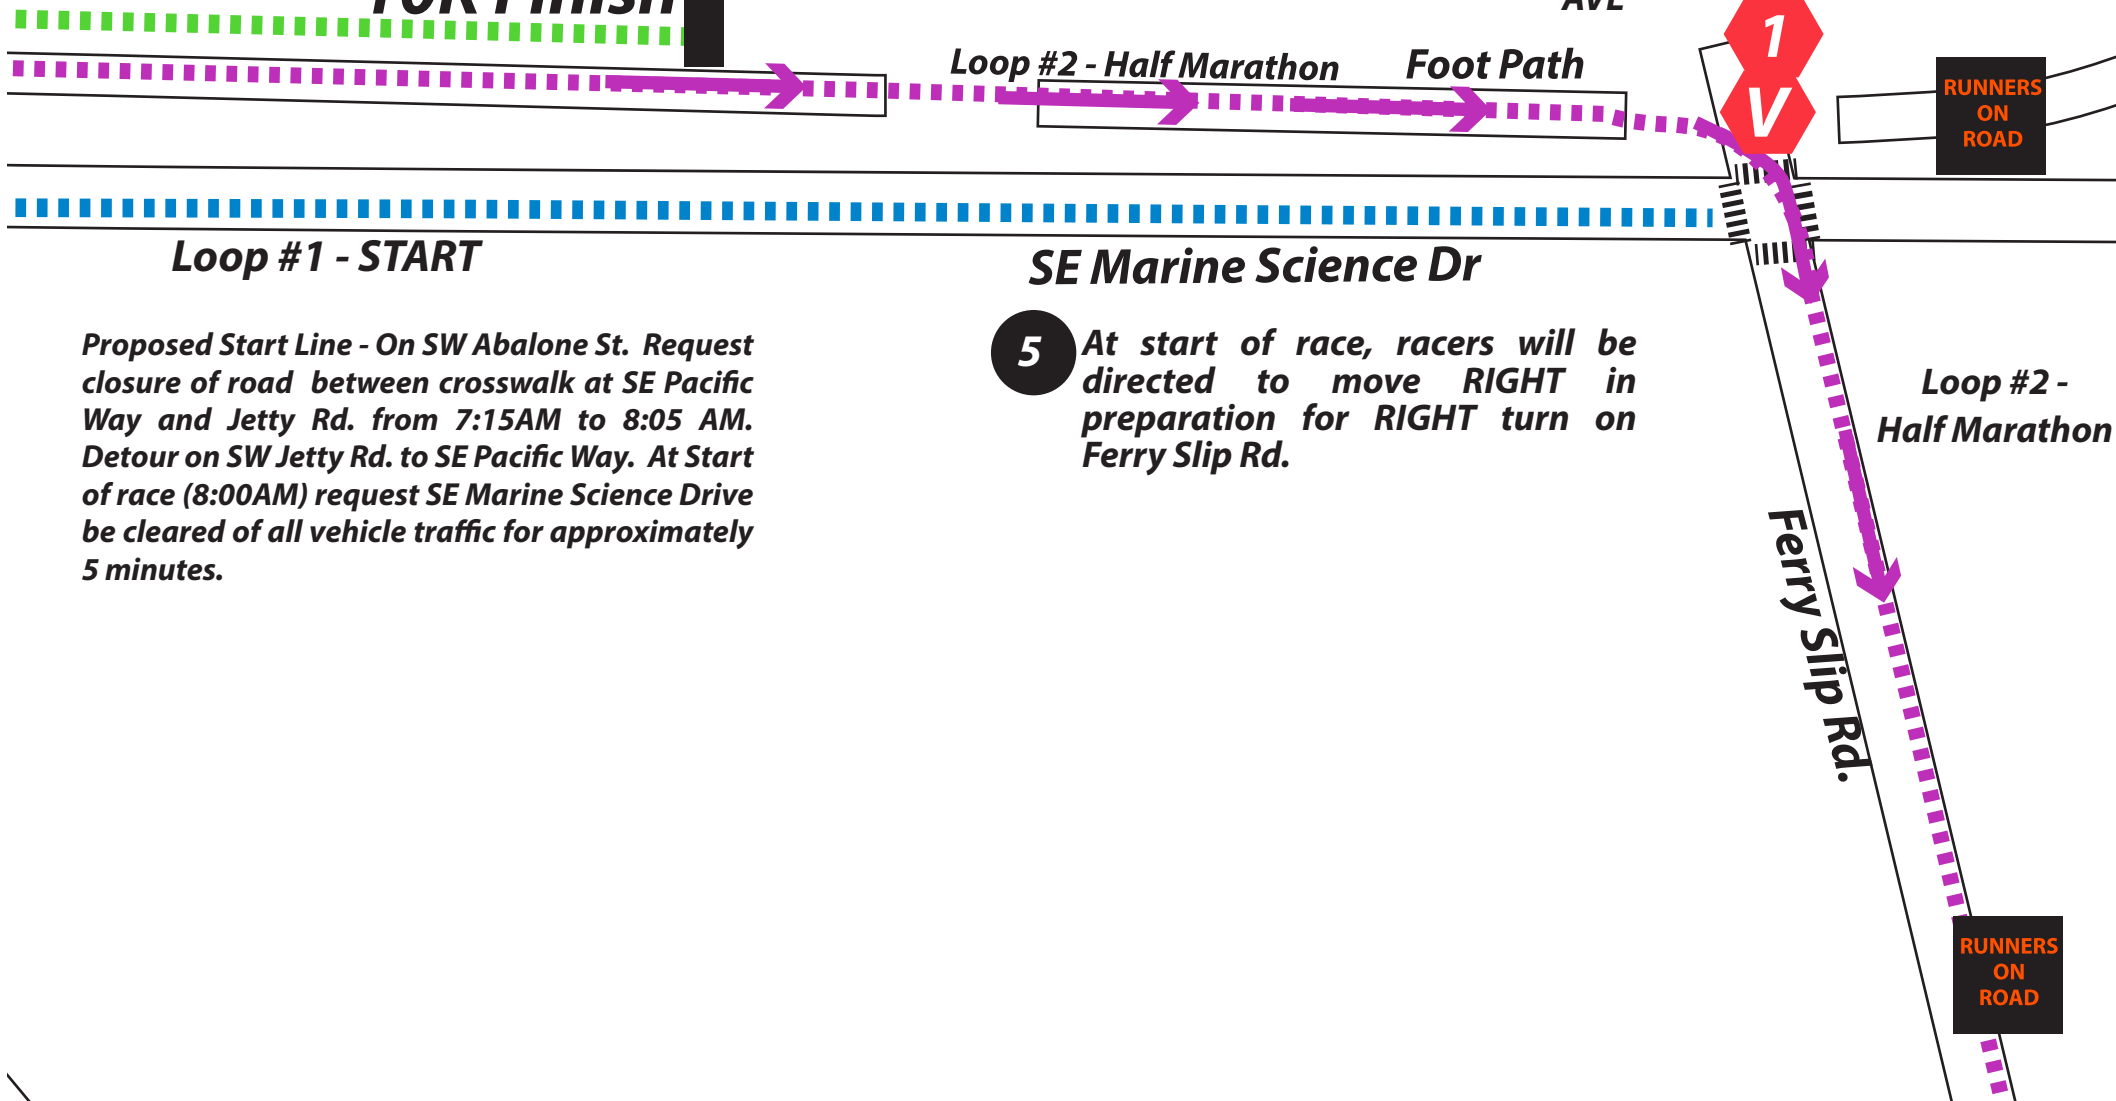 10K Finish
AVE
1
V
Loop #2 - Half Marathon
Foot Path
RUNNERS
ON
ROAD
Loop #1 - START
SE Marine Science Dr
Proposed Start Line - On SW Abalone St. Request
closure of road between crosswalk at SE Pacific
Way and Jetty Rd. from 7:15AM to 8:05 AM.
Detour on SW Jetty Rd. to SE Pacific Way. At Start
of race (8:00AM) request SE Marine Science Drive
be cleared of all vehicle traffic for approximately
5 minutes.
5
At start of race, racers will be
directed to move RIGHT in
preparation for RIGHT turn on
Ferry Slip Rd.
Loop #2 -
Half Marathon
Ferry Slip Rd.
RUNNERS
ON
ROAD